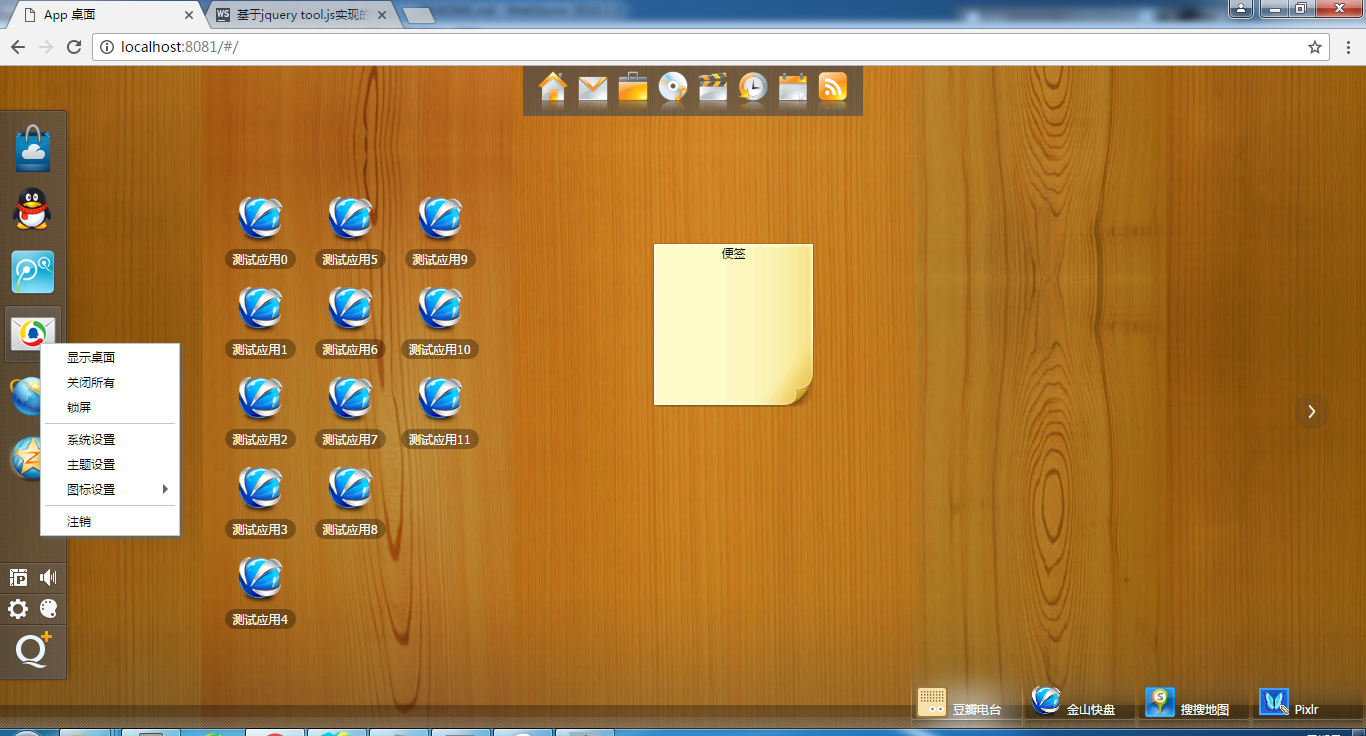 App 桌面
WS 基于jquery tool.js实现的
localhost:8081/#/
测试应用0
测试应用5
测试应用9
便签
测试应用1
测试应用6
测试应用10
显示桌面
关闭所有
锁屏
系统设置
主题设置
图标设置
注销
测试应用2
测试应用7
测试应用11
测试应用3
测试应用8
测试应用4
豆瓣电台
金山快盘
搜搜地图
Pixlr